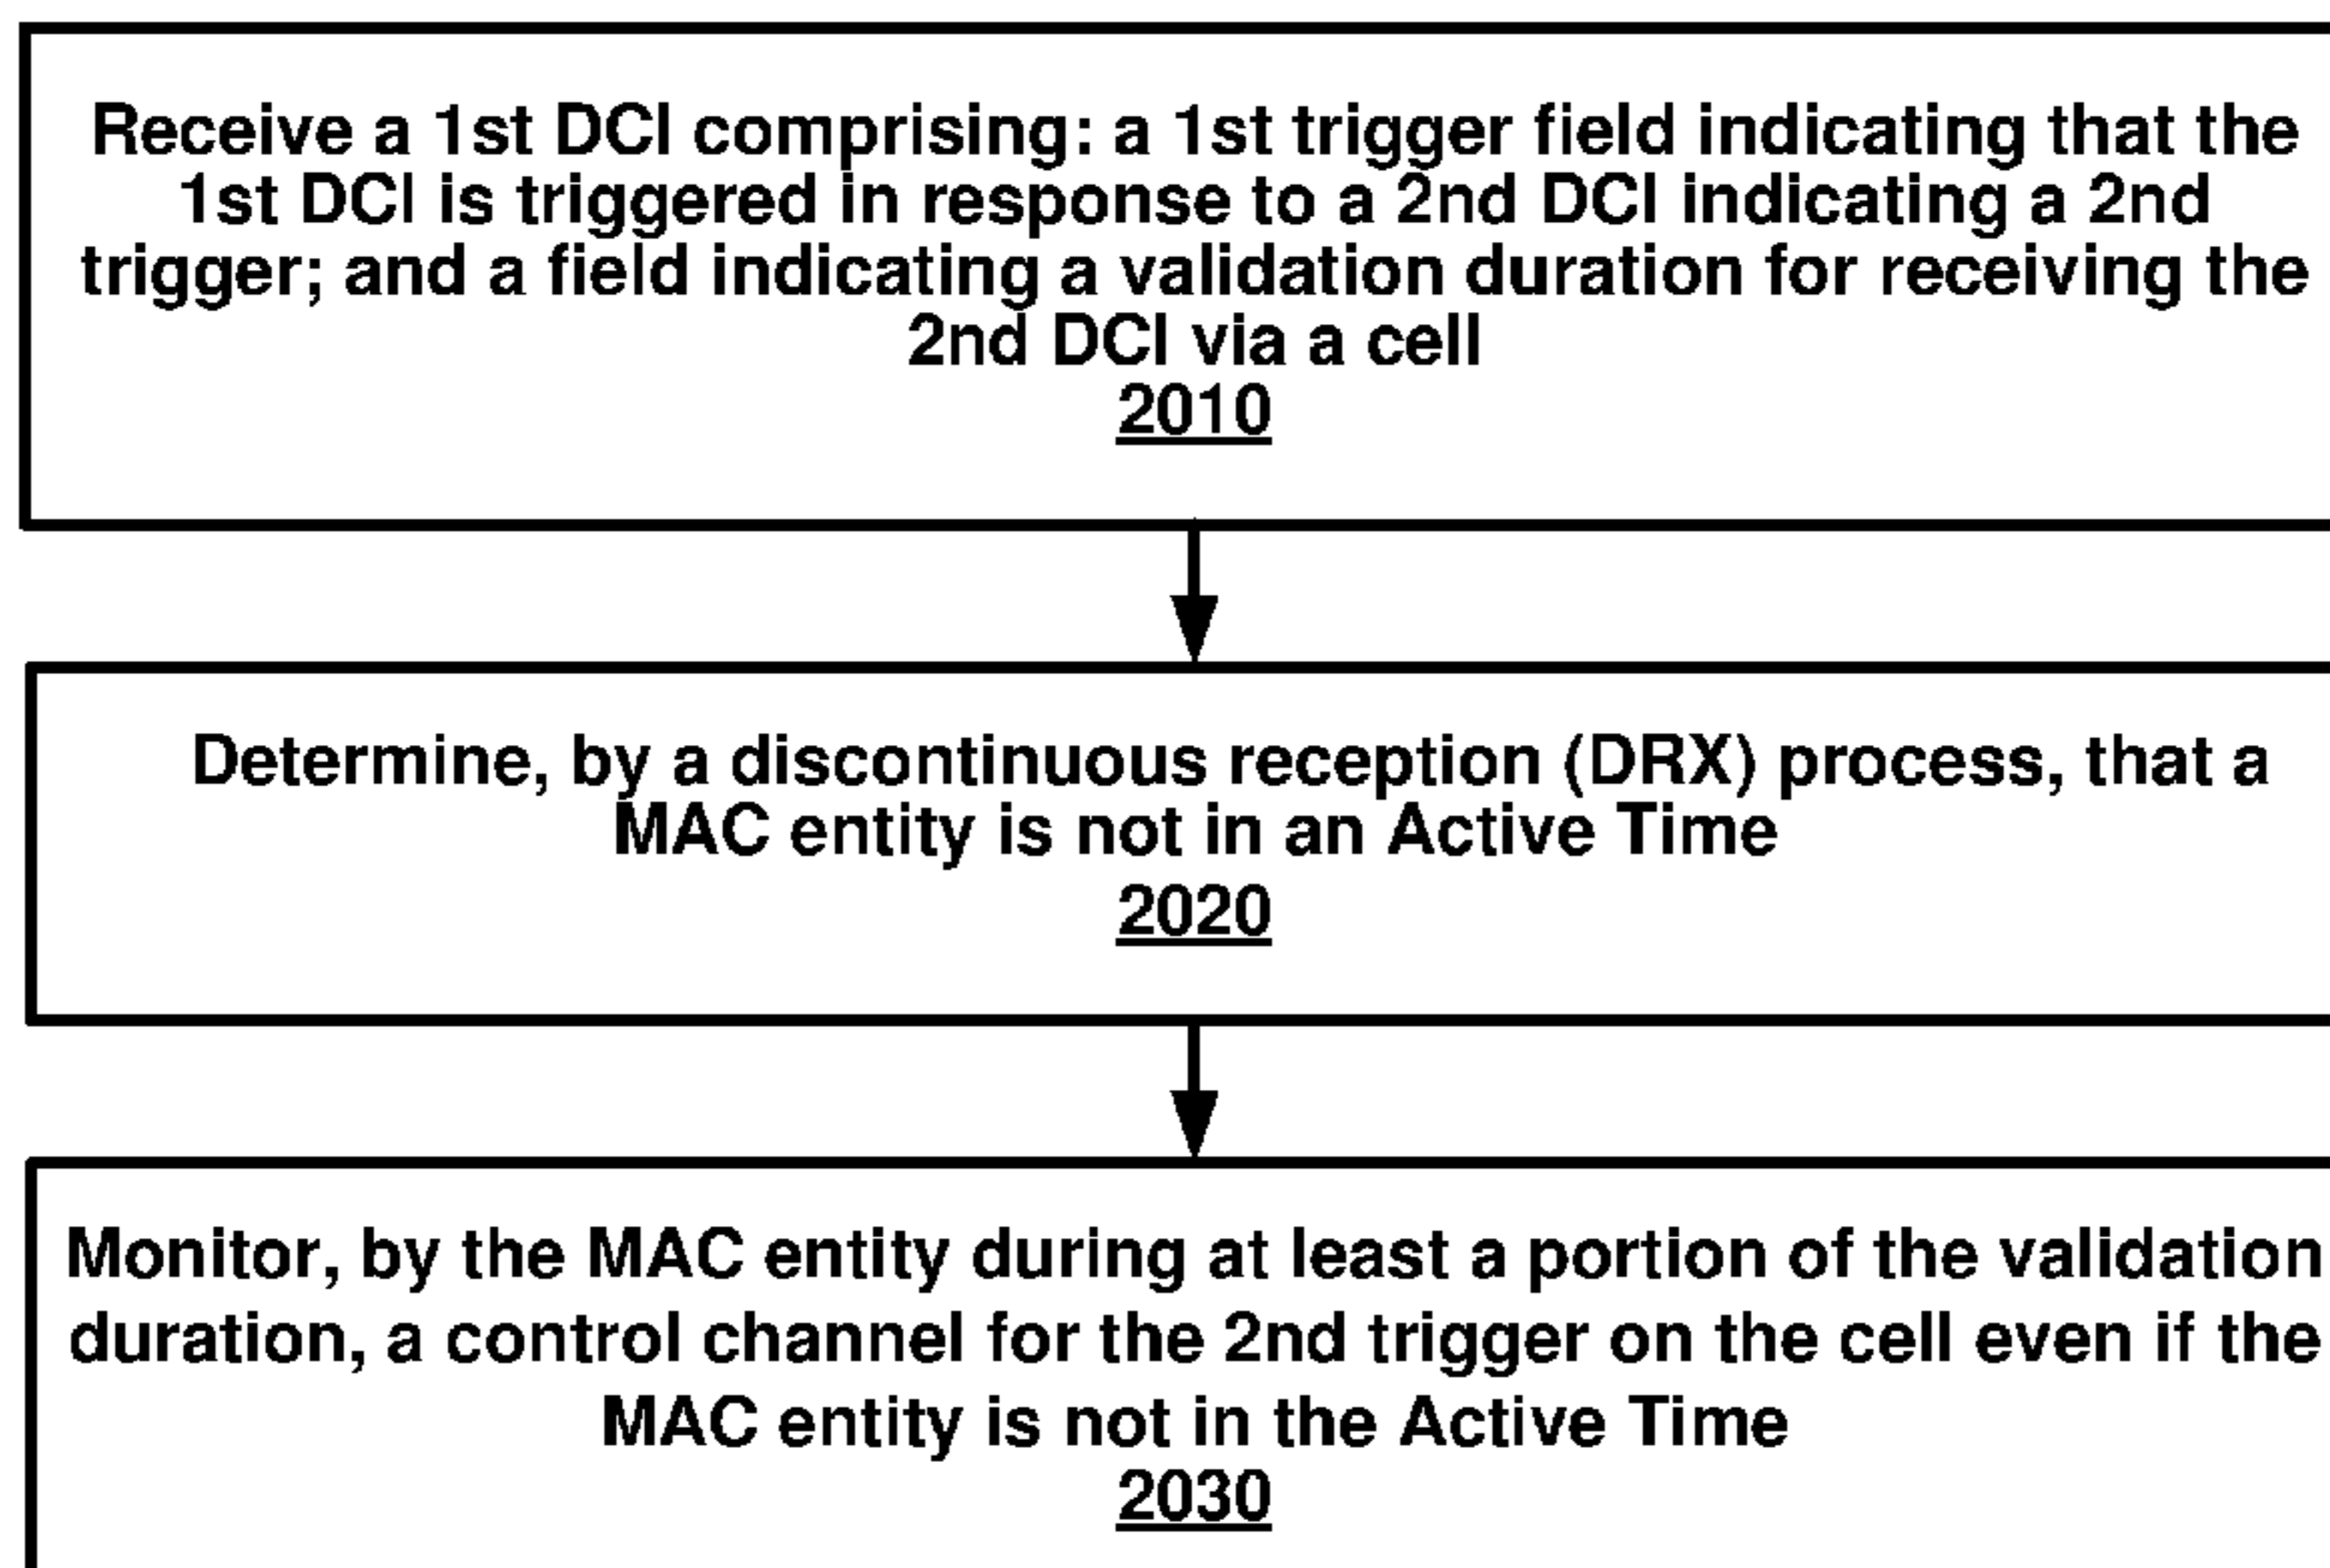 Receive a 1st DCI comprising: a 1st trigger field indicating that the
1st DCI is triggered in response to a 2nd DCI indicating a 2nd
trigger; and a field indicating a validation duration for receiving the
2nd DCI via a cell
2010
Determine, by a discontinuous reception (DRX) process, that a
MAC entity is not in an Active Time
2020
Monitor, by the MAC entity during at least a portion of the validation
duration, a control channel for the 2nd trigger on the cell even if the
MAC entity is not in the Active Time
2030